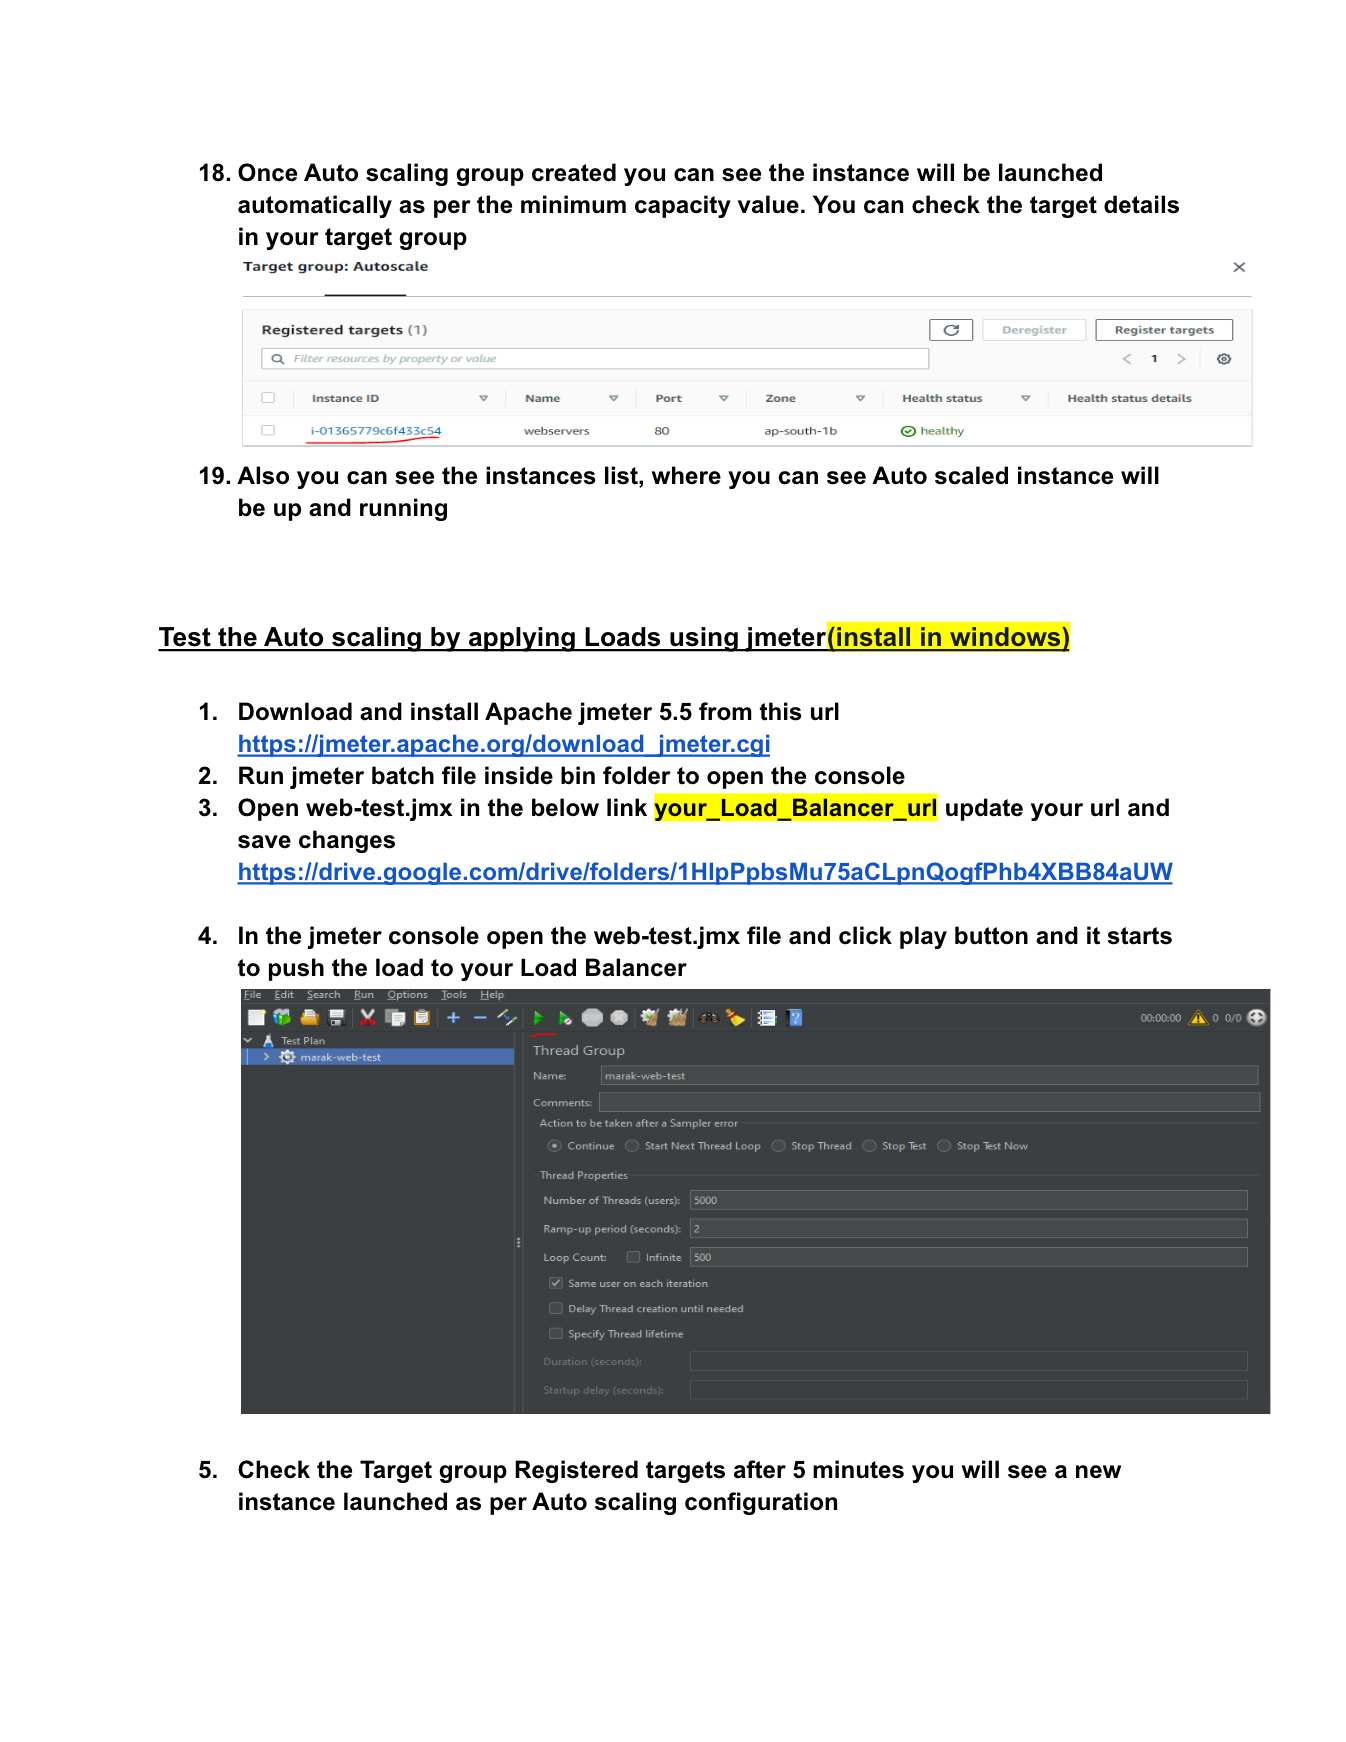 18. Once Auto scaling group created you can see the instance will be launched
automatically as per the minimum capacity value. You can check the target details
in your target group
Target group: Autoscale
Registered targets (1)
Deregister
Register targets
Filter resources by property or value
1
Instance ID
Name
Port
Zone
Health status
Health status details
i-01365779c6f433c54
webservers
80
ap-south-1b
healthy
19. Also you can see the instances list, where you can see Auto scaled instance will
be up and running
Test the Auto scaling by applying Loads using jmeter(install in windows)
1. Download and install Apache jmeter 5.5 from this url
https://jmeter.apache.org/download_jmeter.cgi
2. Run jmeter batch file inside bin folder to open the console
3. Open web-test.jmx in the below link your_Load_Balancer_url update your url and
save changes
https://drive.google.com/drive/folders/1HlpPpbsMu75aCLpnQogfPhb4XBB84aUW
4. In the jmeter console open the web-test.jmx file and click play button and it starts
to push the load to your Load Balancer
File Edit Search Run Options Tools Help
00:00:00 0 0/0
Test Plan
marak-web-test
Thread Group
Name: marak-web-test
Comments:
Action to be taken after a Sampler error
Continue Start Next Thread Loop Stop Thread Stop Test Stop Test Now
Thread Properties
Number of Threads (users): 5000
Ramp-up period (seconds): 2
Loop Count: Infinite 500
Same user on each iteration
Delay Thread creation until needed
Specify Thread lifetime
Duration (seconds):
Startup delay (seconds):
5. Check the Target group Registered targets after 5 minutes you will see a new
instance launched as per Auto scaling configuration